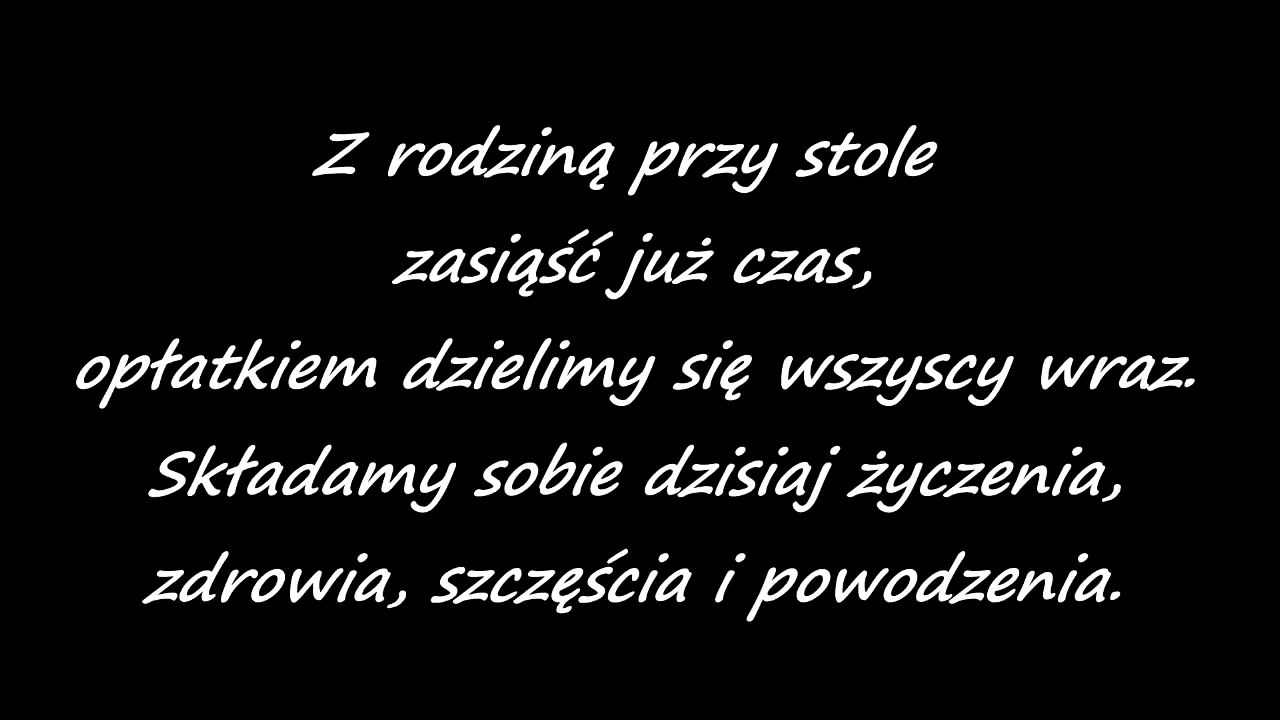 Z rodziną przy stole
zasiąść już czas,
opłatkiem dzielimy się wszyscy wraz.
Składamy sobie dzisiaj życzenia,
zdrowia, szczęścia i powodzenia.